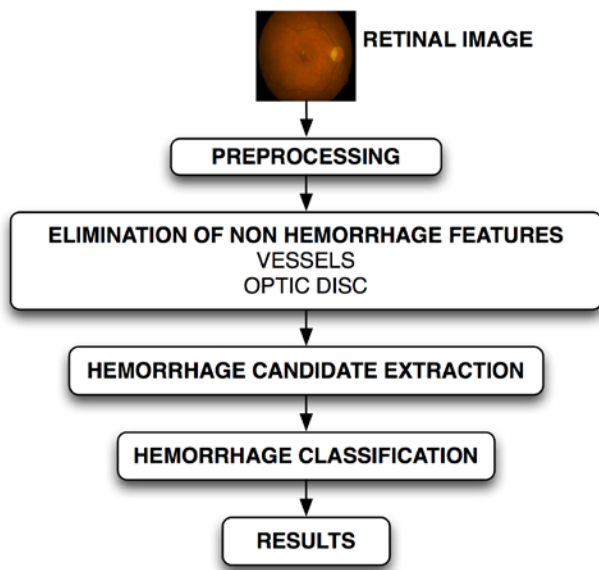 RETINAL IMAGE
PREPROCESSING
ELIMINATION OF NON HEMORRHAGE FEATURES
VESSELS
OPTIC DISC
HEMORRHAGE CANDIDATE EXTRACTION
HEMORRHAGE CLASSIFICATION
RESULTS